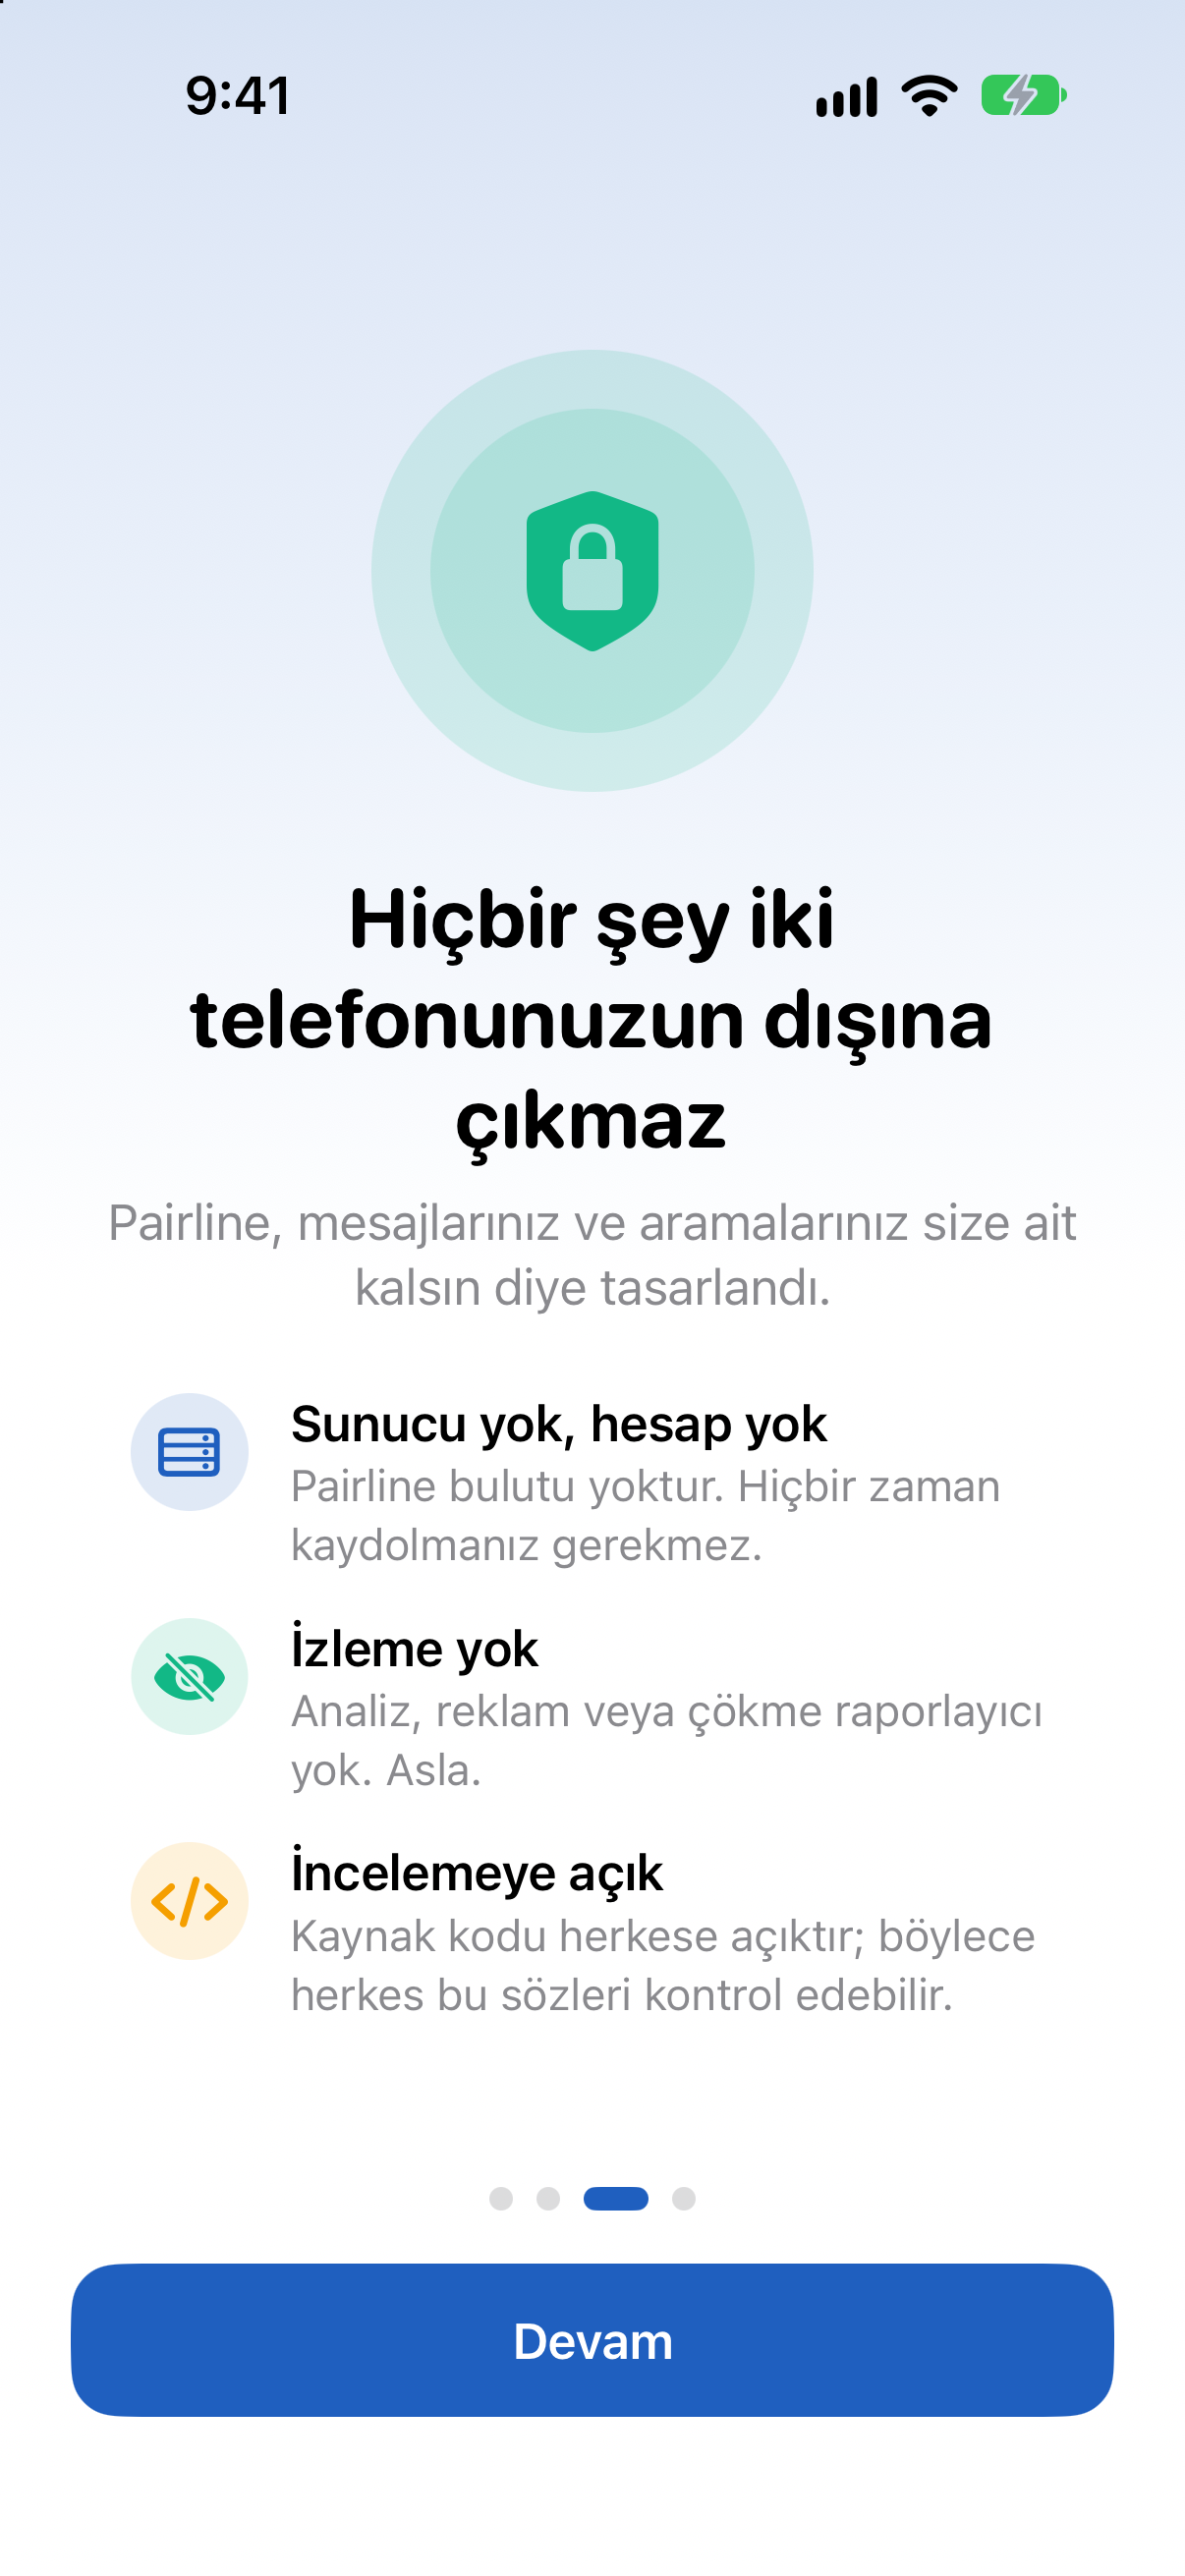 9:41
Hiçbir şey iki
telefonunuzun dışına
çıkmaz
Pairline, mesajlarınız ve aramalarınız size ait
kalsın diye tasarlandı.
Sunucu yok, hesap yok
Pairline bulutu yoktur. Hiçbir zaman
kaydolmanız gerekmez.
İzleme yok
Analiz, reklam veya çökme raporlayıcı
yok. Asla.
İncelemeye açık
Kaynak kodu herkese açıktır; böylece
herkes bu sözleri kontrol edebilir.
Devam